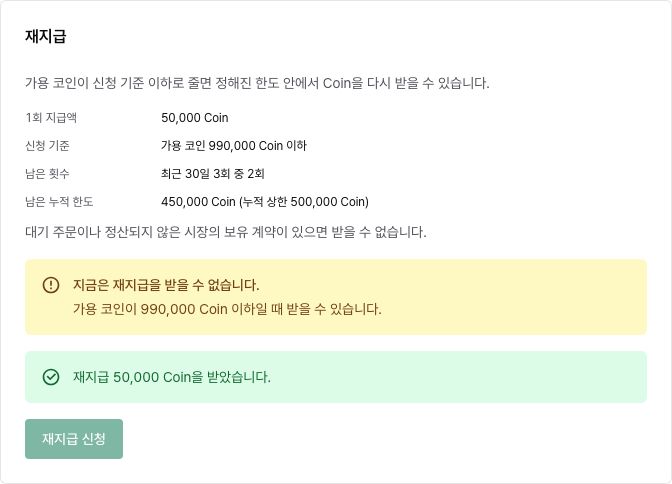 재지급
가용 코인이 신청 기준 이하로 줄면 정해진 한도 안에서 Coin을 다시 받을 수 있습니다.
1회 지급액 50,000 Coin
신청 기준 가용 코인 990,000 Coin 이하
남은 횟수 최근 30일 3회 중 2회
남은 누적 한도 450,000 Coin (누적 상한 500,000 Coin)
대기 주문이나 정산되지 않은 시장의 보유 계약이 있으면 받을 수 없습니다.
지금은 재지급을 받을 수 없습니다.
가용 코인이 990,000 Coin 이하일 때 받을 수 있습니다.
재지급 50,000 Coin을 받았습니다.
재지급 신청